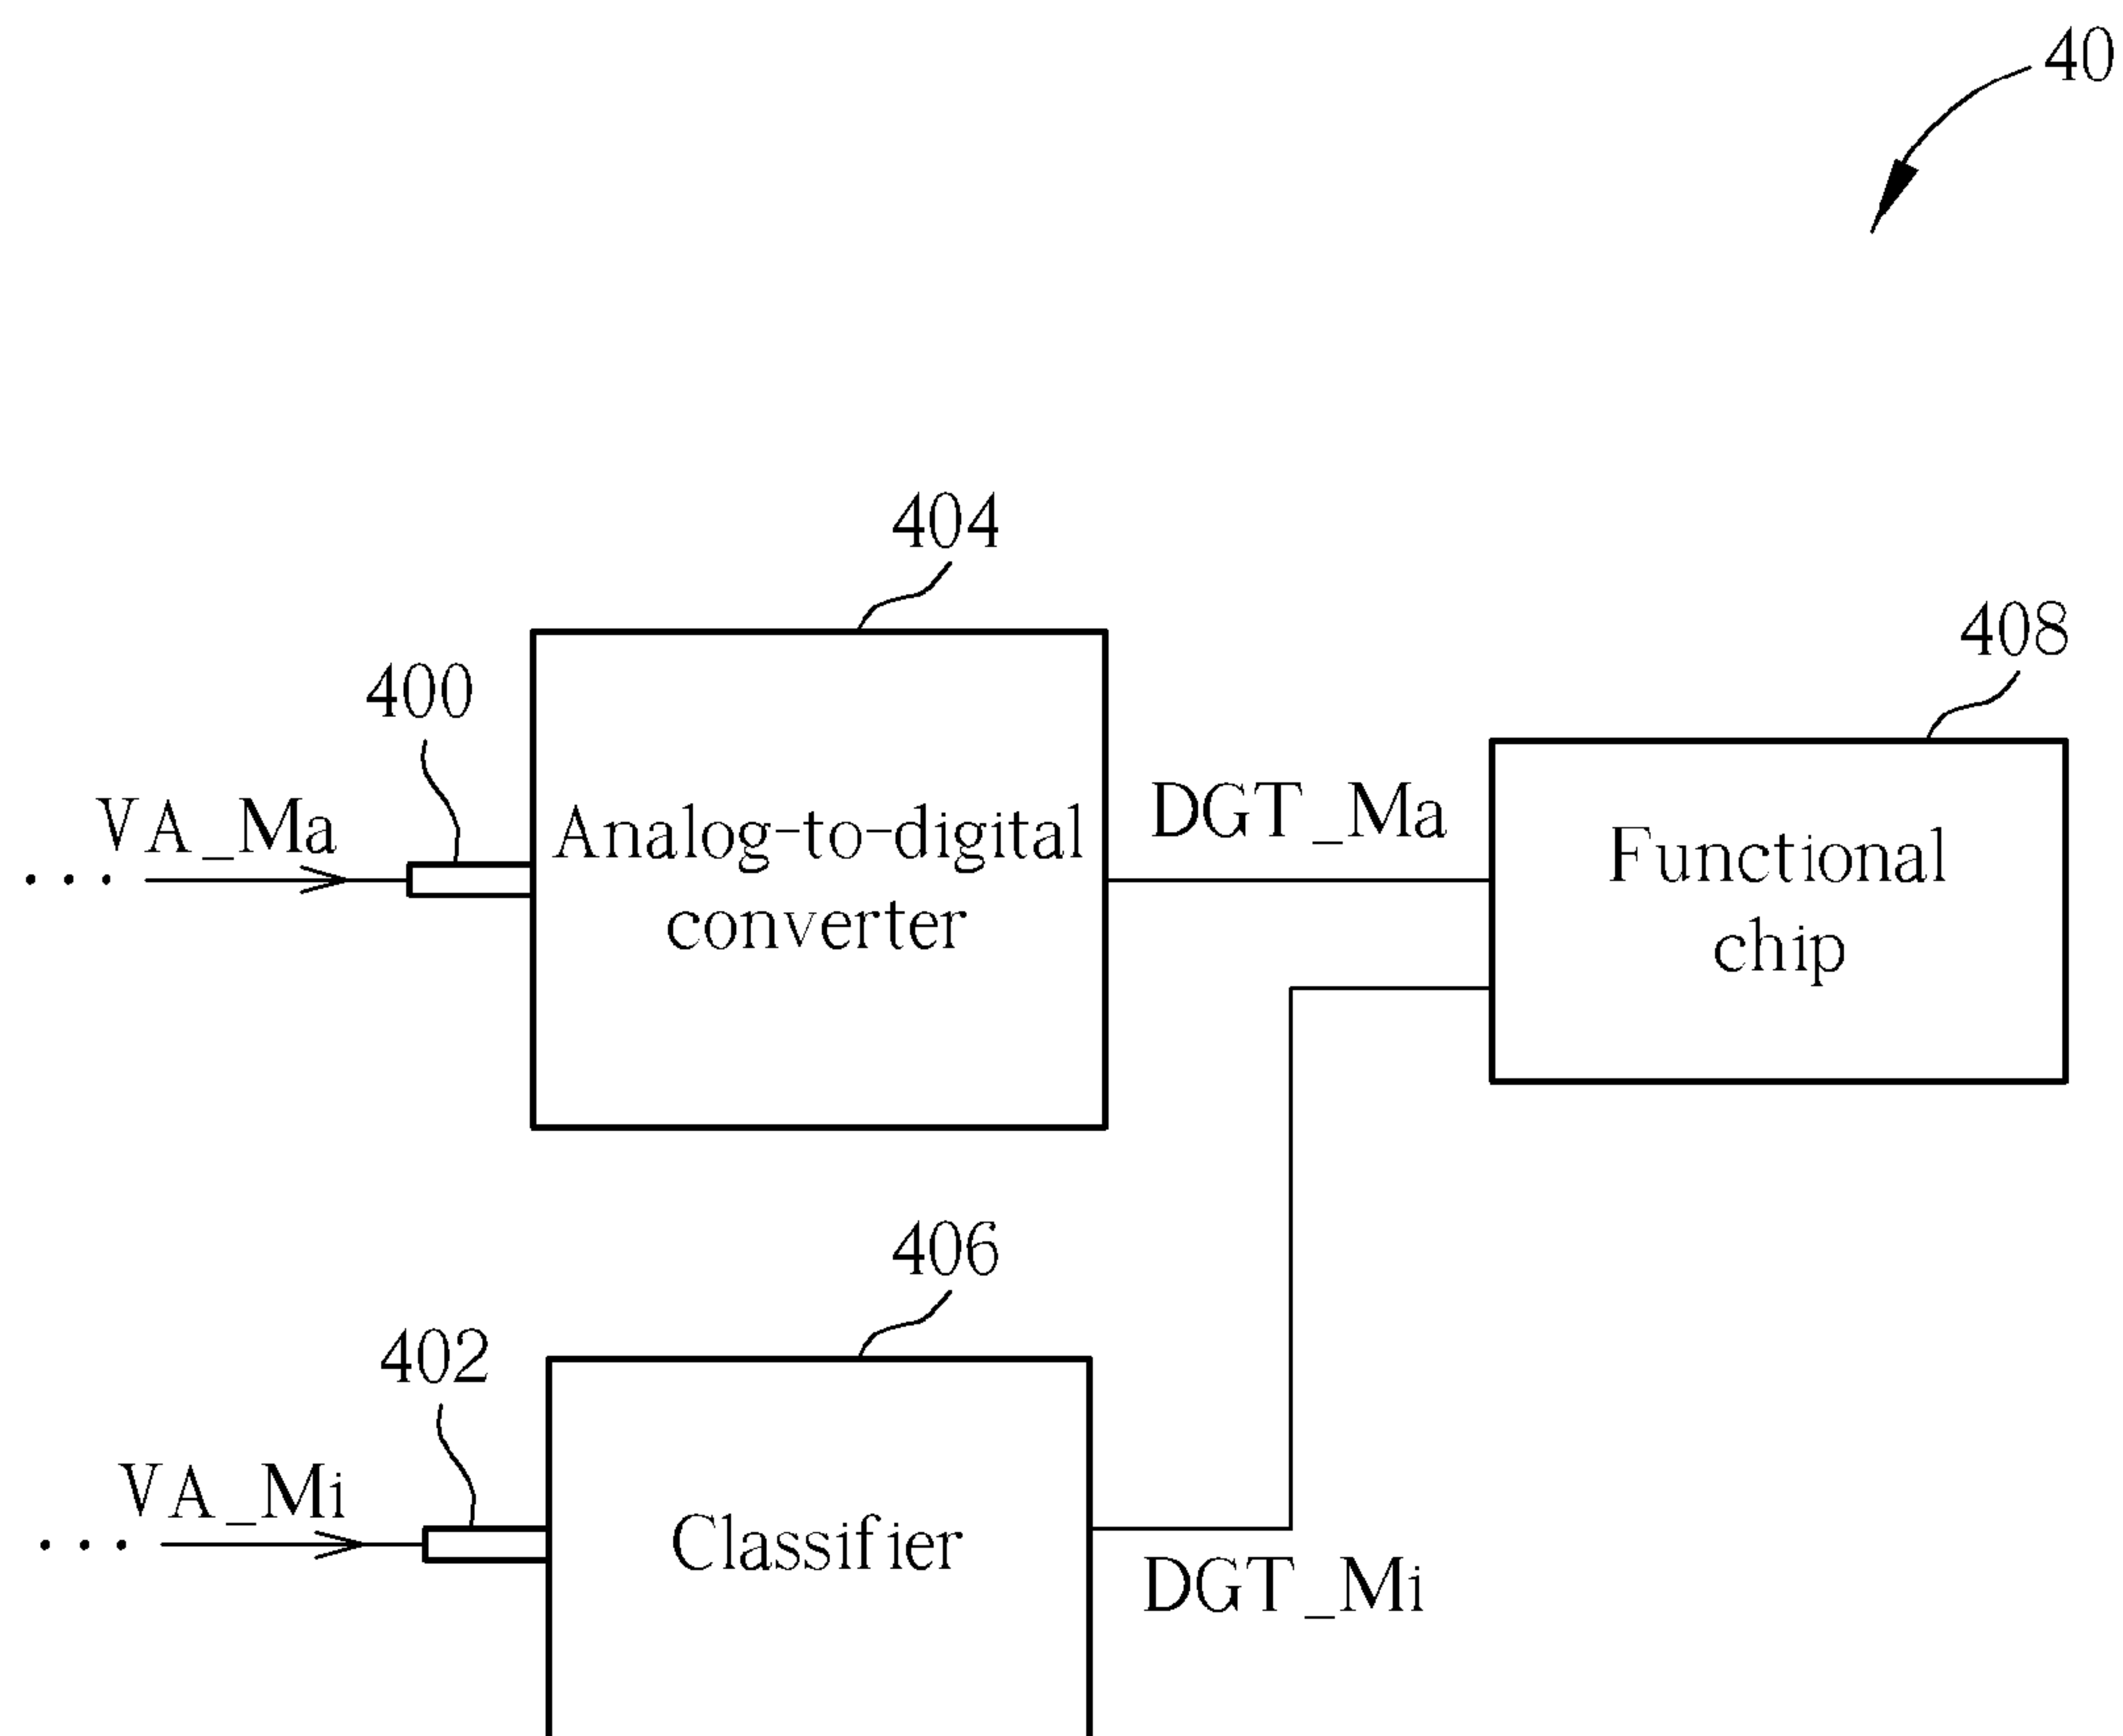 40
404
408
400
VA_Ma
Analog-to-digital
converter
DGT_Ma
Functional
chip
406
402
VA_Mi
Classifier
DGT_Mi